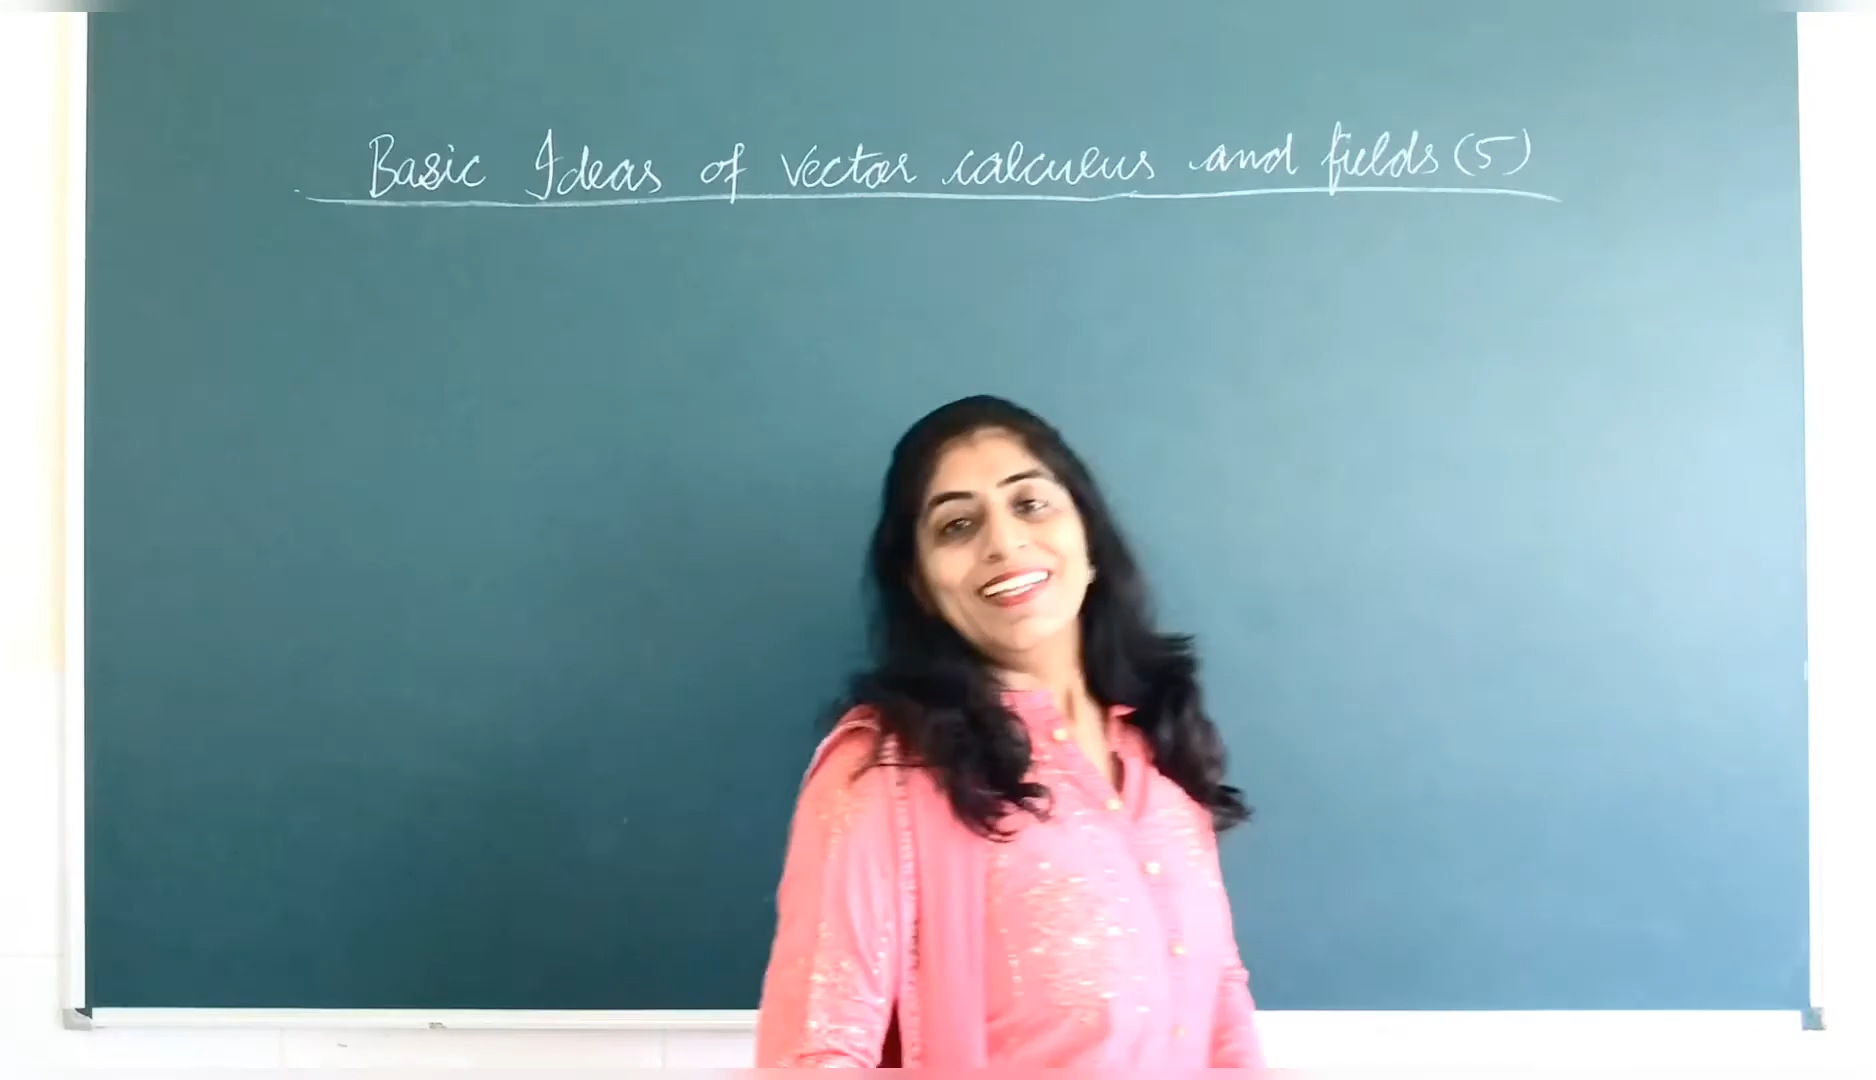 Basic Ideas of Vector calculus and fields (5)